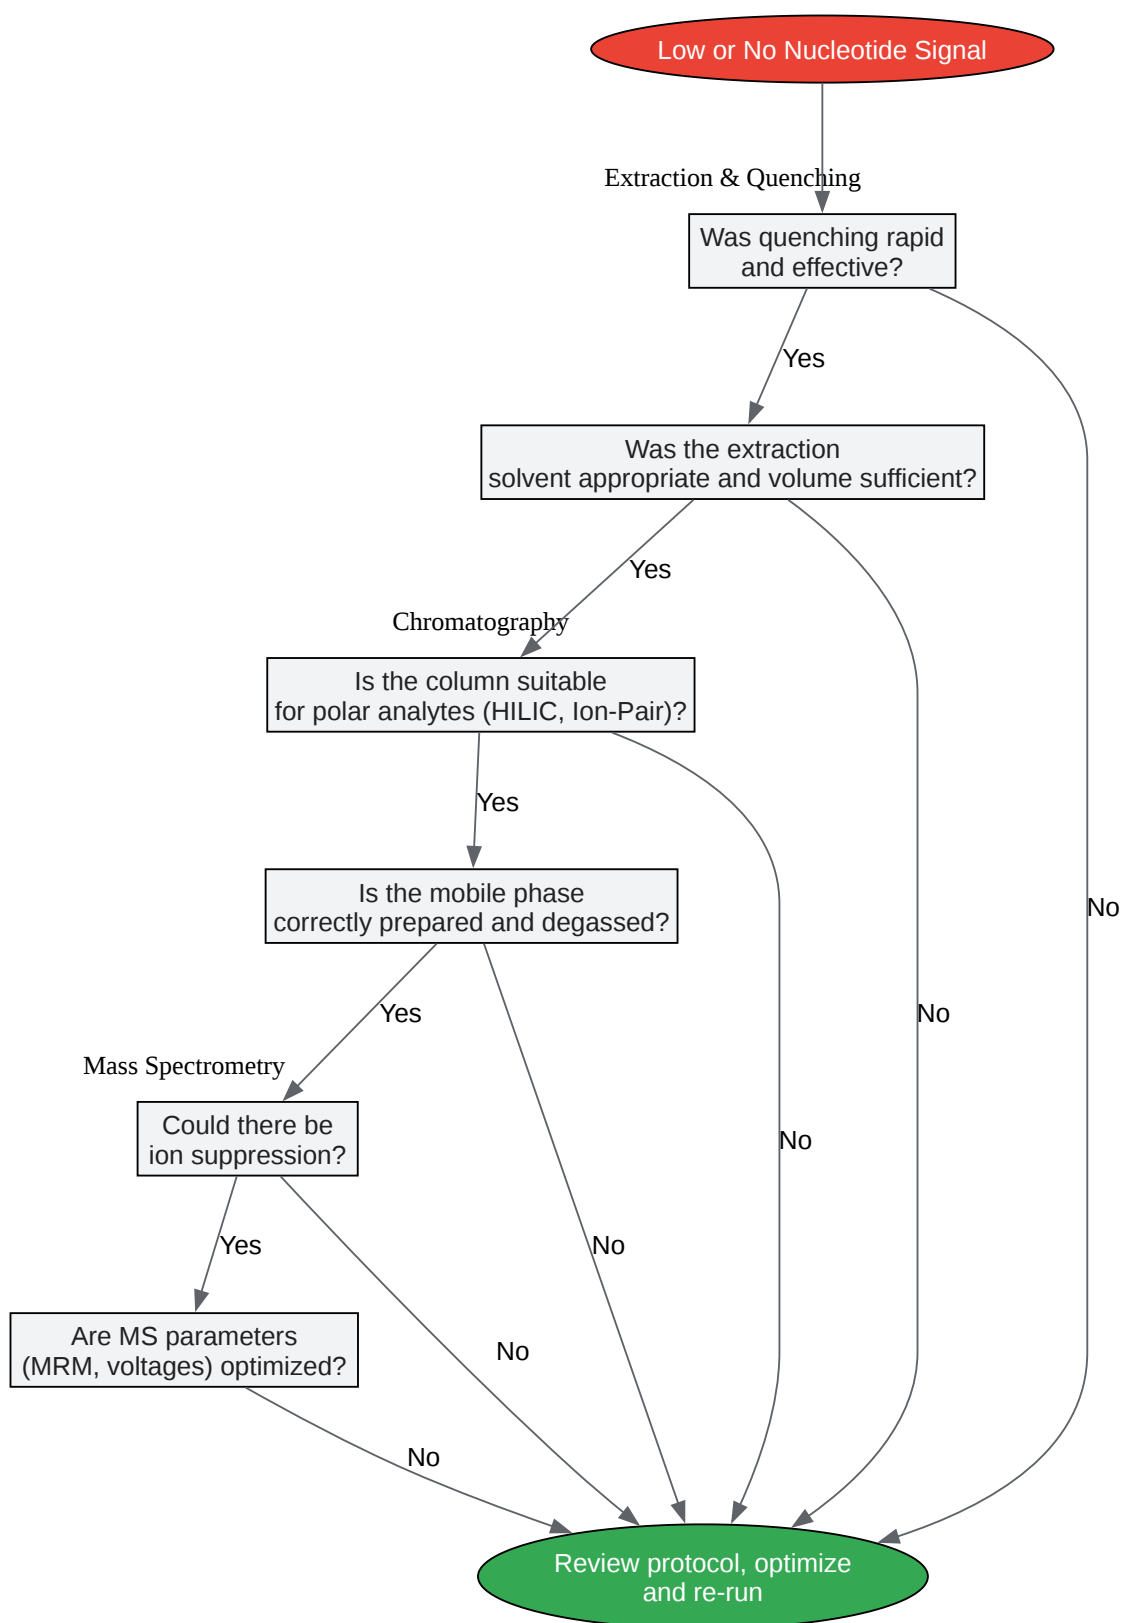 Low or No Nucleotide Signal
Extraction & Quenching
Was quenching rapid
and effective?
Yes
Was the extraction
solvent appropriate and volume sufficient?
Yes
Chromatography
Is the column suitable
for polar analytes (HILIC, Ion-Pair)?
Yes
Is the mobile phase
correctly prepared and degassed?
No
Yes
No
Mass Spectrometry
Could there be
ion suppression?
No
Yes
No
Are MS parameters
(MRM, voltages) optimized?
No
No
Review protocol, optimize
and re-run